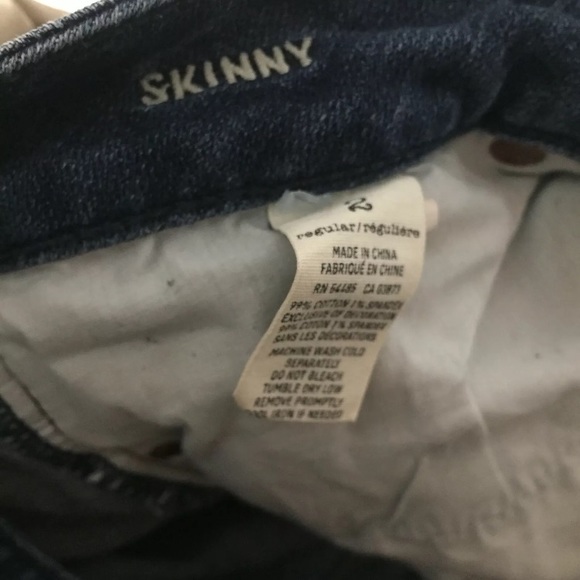 SKINNY
2
regular/régulière
MADE IN CHINA
FABRIQUÉ EN CHINE
RN 54485 CA 03877
99% COTTON 1% SPANDEX
EXCLUSIVE OF DECORATION
99% COTON 1% SPANDEX
SANS LES DÉCORATIONS
MACHINE WASH COLD
SEPARATELY
DO NOT BLEACH
TUMBLE DRY LOW
REMOVE PROMPTLY
COOL IRON IF NEEDED